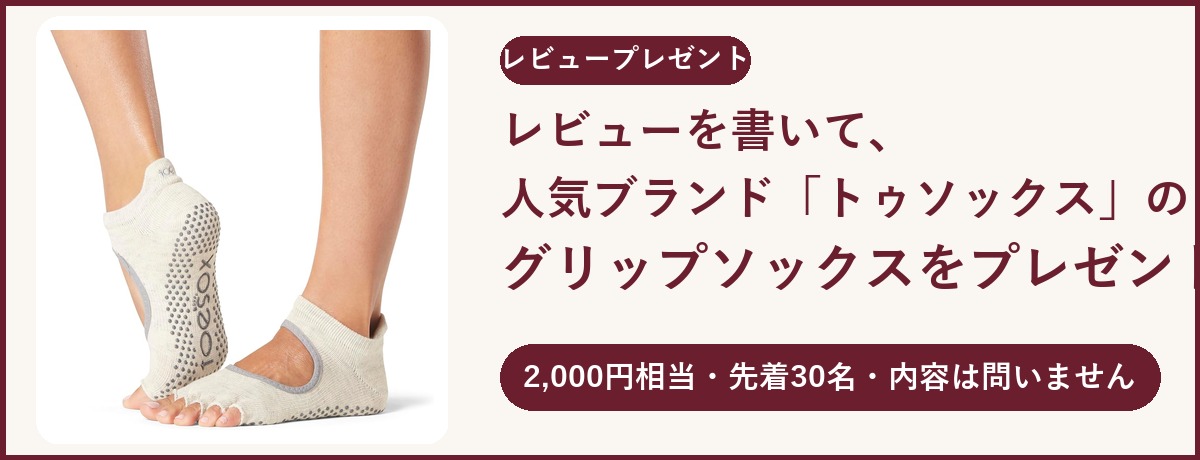 レビュープレゼント
レビューを書いて、
人気ブランド「トゥソックス」の
グリップソックスをプレゼン
2,000円相当・先着30名・内容は問いません
toesox